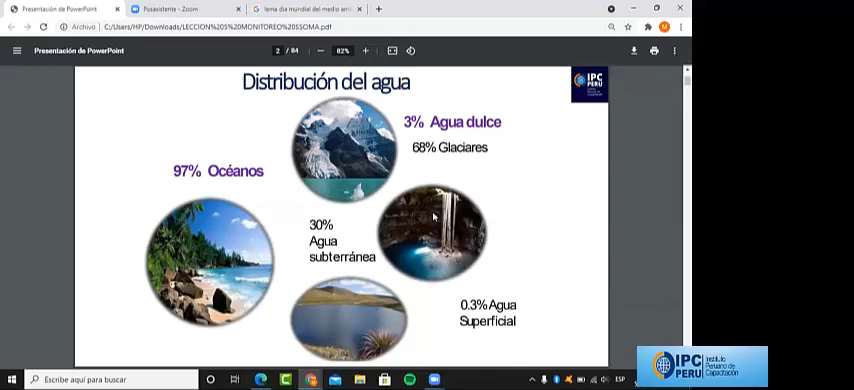 Presentación de PowerPoint
Posasistente - Zoom
lema dia mundial del medio am
Archivo
C:/Users/HP/Downloads/LECCION%205%20MONITOREO%20SSOMA.pdf
M
Presentación de PowerPoint
2 / 84
82%
Distribución del agua
IPC
PERU
3% Agua dulce
68% Glaciares
97% Océanos
30%
Agua
subterránea
0.3% Agua
Superficial
IPC
PERU
Instituto
Peruano de
Capacitación
Escribe aquí para buscar
ESP